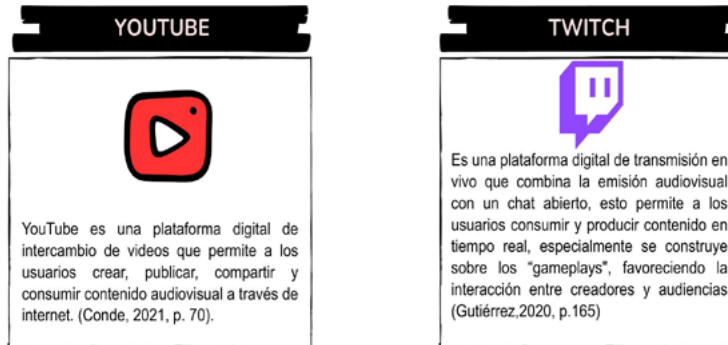 YOUTUBE
YouTube es una plataforma digital de
intercambio de videos que permite a los
usuarios crear, publicar, compartir y
consumir contenido audiovisual a través de
internet. (Conde, 2021, p. 70).
TWITCH
Es una plataforma digital de transmisión en
vivo que combina la emisión audiovisual
con un chat abierto, esto permite a los
usuarios consumir y producir contenido en
tiempo real, especialmente se construye
sobre los "gameplays", favoreciendo la
interacción entre creadores y audiencias
(Gutiérrez,2020, p.165)